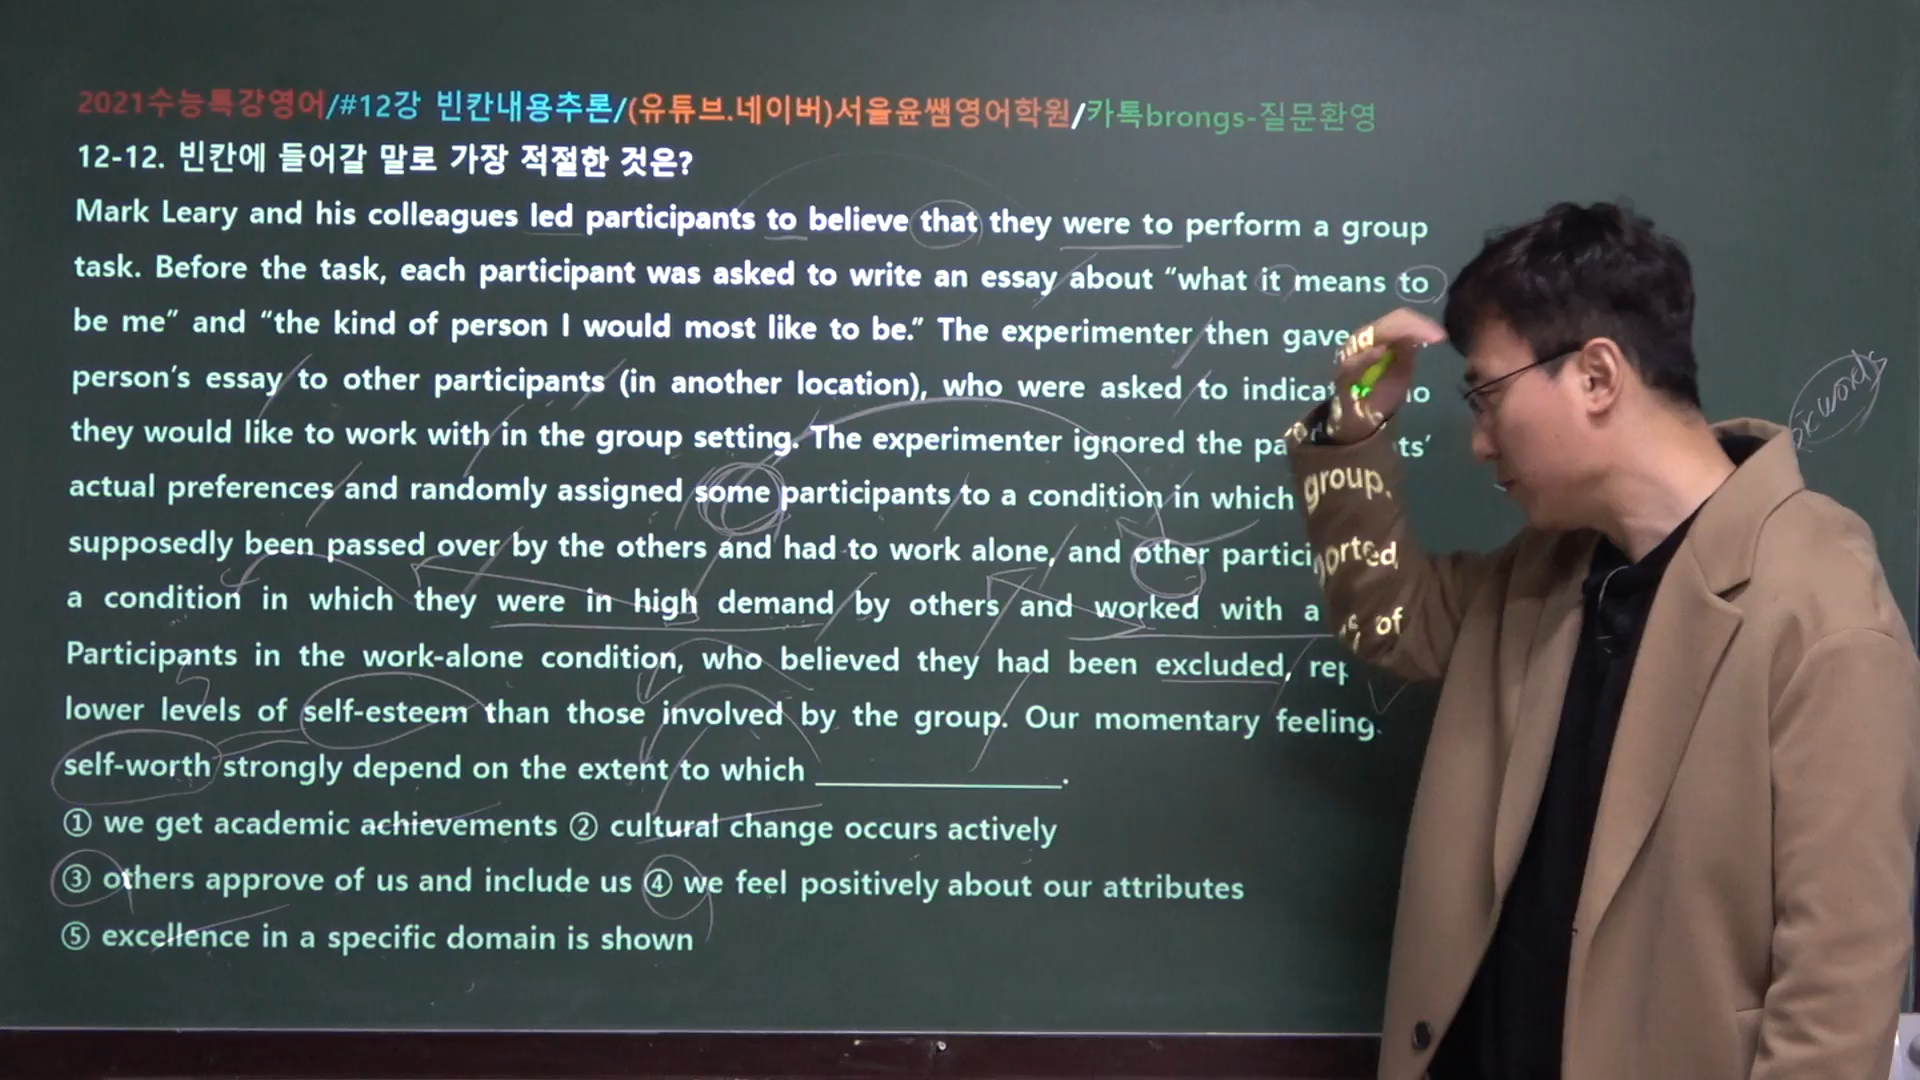 2021수능특강영어/#12강 빈칸내용추론/(유튜브.네이버)서울윤쌤영어학원/카톡brongs-질문환영
12-12. 빈칸에 들어갈 말로 가장 적절한 것은?
Mark Leary and his colleagues led participants to believe that they were to perform a group
task. Before the task, each participant was asked to write an essay about “what it means to
be me” and “the kind of person I would most like to be.” The experimenter then gave
person’s essay to other participants (in another location), who were asked to
they would like to work with in the group setting. The experimenter ignored the
actual preferences and randomly assigned some participants to a condition in which
supposedly been passed over by the others and had to work alone, and other
a condition in which they were in high demand by others and worked with a group.
Participants in the work-alone condition, who believed they had been excluded,
lower levels of self-esteem than those involved by the group. Our momentary of
self-worth strongly depend on the extent to which ____________.
① we get academic achievements ② cultural change occurs actively
③ others approve of us and include us ④ we feel positively about our attributes
⑤ excellence in a specific domain is shown